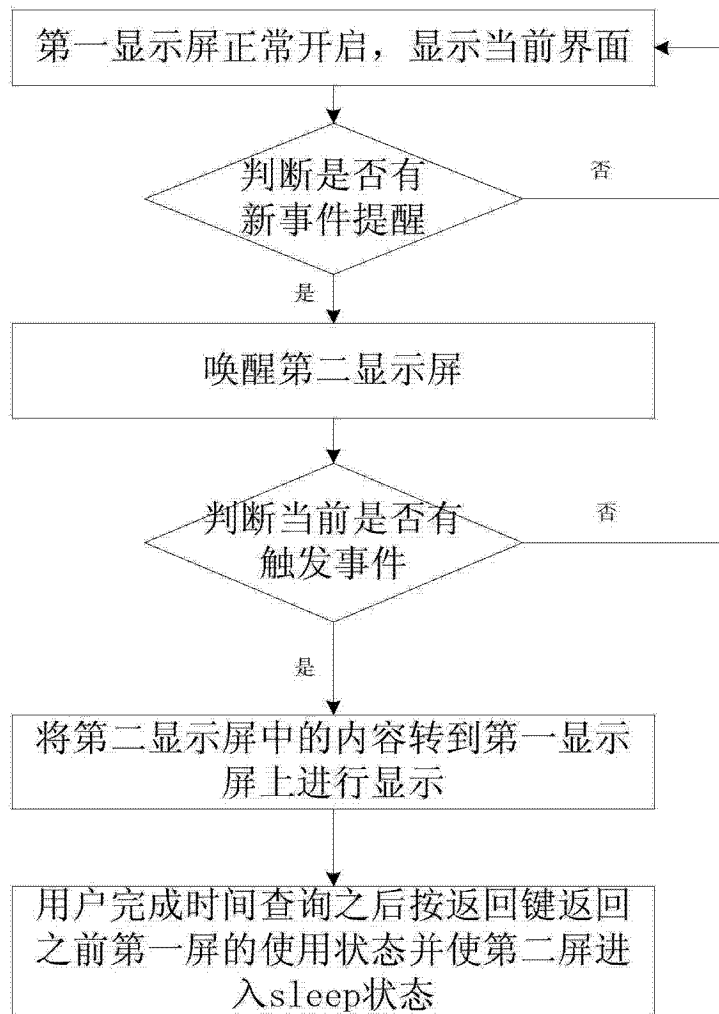 第一显示屏正常开启，显示当前界面
判断是否有
新事件提醒
否
是
唤醒第二显示屏
判断当前是否有
触发事件
否
是
将第二显示屏中的内容转到第一显示
屏上进行显示
用户完成时间查询之后按返回键返回
之前第一屏的使用状态并使第二屏进
入sleep状态